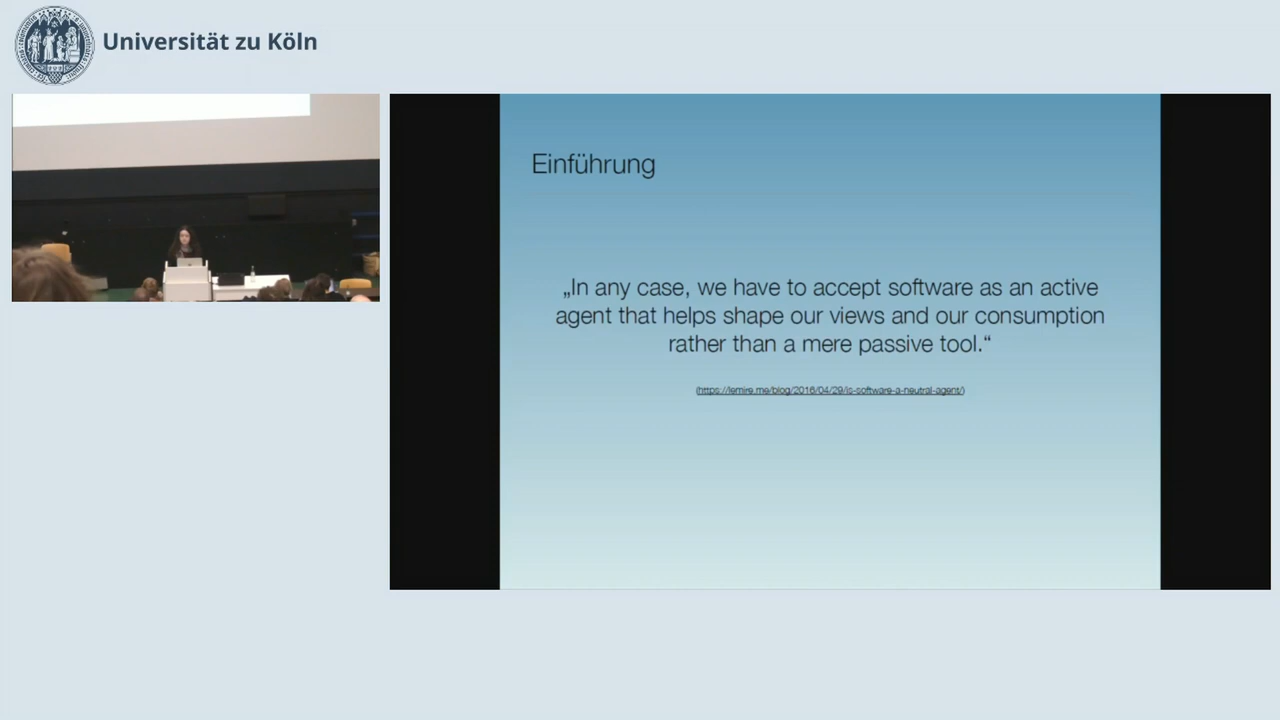 Universität zu Köln
Einführung
„In any case, we have to accept software as an active
agent that helps shape our views and our consumption
rather than a mere passive tool.“
(https://lemire.me/blog/2016/04/29/is-software-a-neutral-agent/)